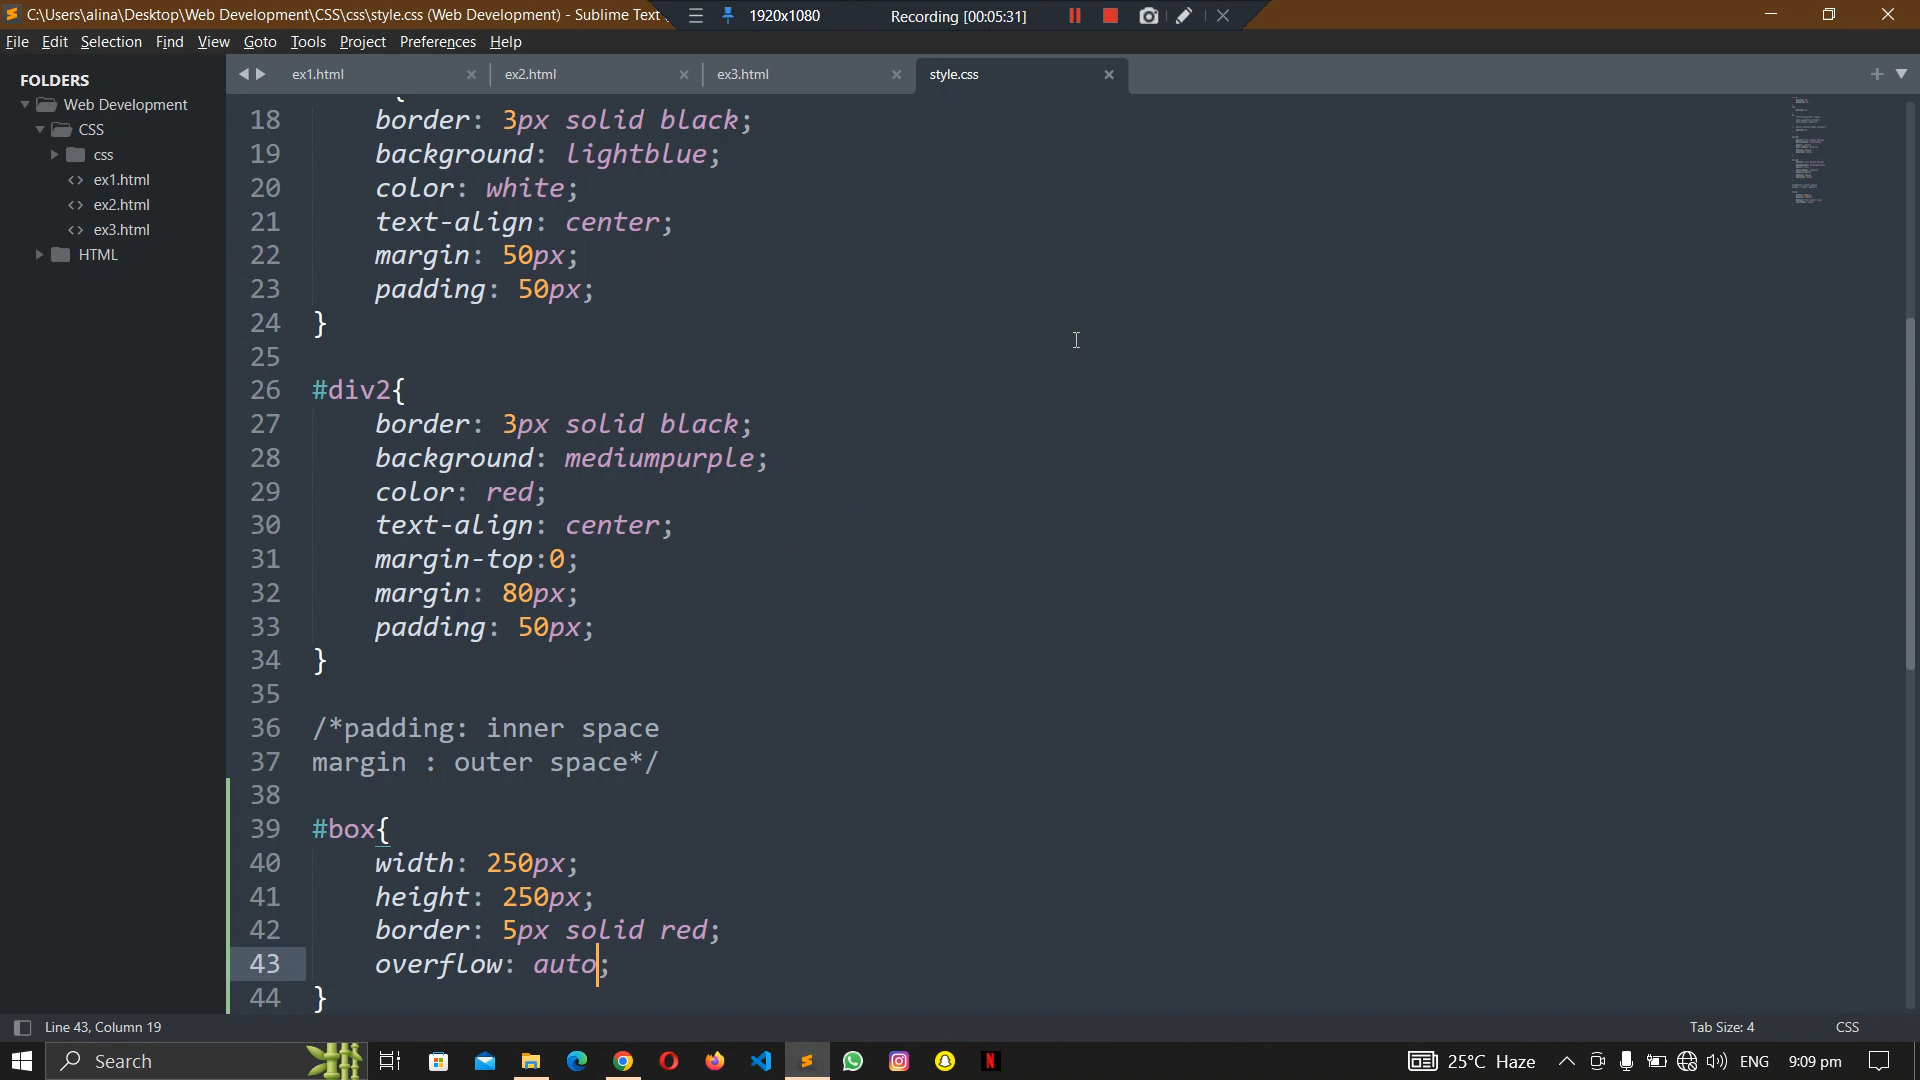 C:\Users\alina\Desktop\Web Development\CSS\css\style.css (Web Development) - Sublime Text
1920x1080
Recording [00:05:31]
File Edit Selection Find View Goto Tools Project Preferences Help
FOLDERS
Web Development
CSS
css
<> ex1.html
<> ex2.html
<> ex3.html
HTML
ex1.html
ex2.html
ex3.html
style.css
{
18 border: 3px solid black;
19 background: lightblue;
20 color: white;
21 text-align: center;
22 margin: 50px;
23 padding: 50px;
24 }
25
26 #div2{
27 border: 3px solid black;
28 background: mediumpurple;
29 color: red;
30 text-align: center;
31 margin-top:0;
32 margin: 80px;
33 padding: 50px;
34 }
35
36 /*padding: inner space
37 margin : outer space*/
38
39 #box{
40 width: 250px;
41 height: 250px;
42 border: 5px solid red;
43 overflow: auto;
44 }
Line 43, Column 19
Tab Size: 4
CSS
Search
25°C Haze
ENG
9:09 pm